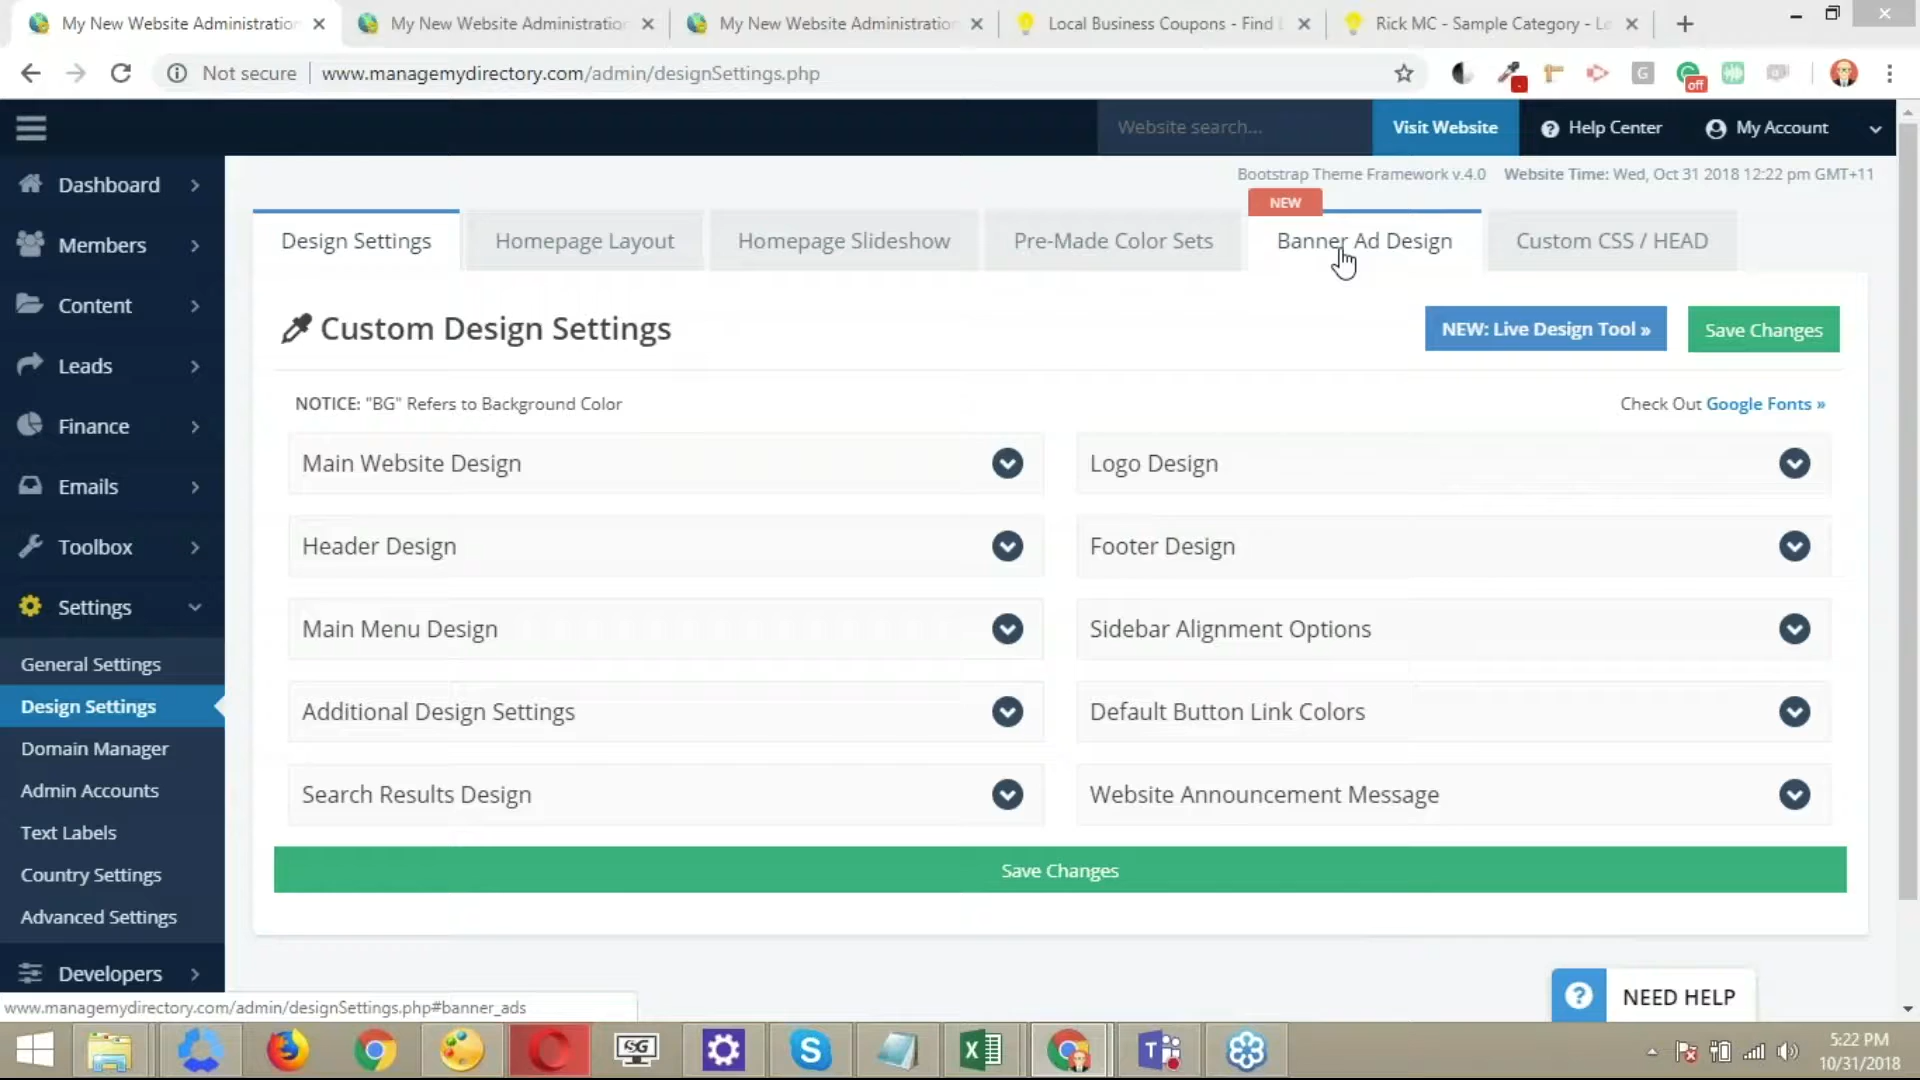 My New Website Administration
My New Website Administration
My New Website Administration
Local Business Coupons - Find
Rick MC - Sample Category - Lo
Not secure
www.managemydirectory.com/admin/designSettings.php
off
Website search...
Visit Website
Help Center
My Account
Bootstrap Theme Framework v.4.0
Website Time: Wed, Oct 31 2018 12:22 pm GMT+11
Dashboard
Members
Content
Leads
Finance
Emails
Toolbox
Settings
General Settings
Design Settings
Domain Manager
Admin Accounts
Text Labels
Country Settings
Advanced Settings
Developers
NEW
Design Settings
Homepage Layout
Homepage Slideshow
Pre-Made Color Sets
Banner Ad Design
Custom CSS / HEAD
Custom Design Settings
NEW: Live Design Tool »
Save Changes
NOTICE: "BG" Refers to Background Color
Check Out Google Fonts »
Main Website Design
Logo Design
Header Design
Footer Design
Main Menu Design
Sidebar Alignment Options
Additional Design Settings
Default Button Link Colors
Search Results Design
Website Announcement Message
Save Changes
NEED HELP
www.managemydirectory.com/admin/designSettings.php#banner_ads
SG
5:22 PM
10/31/2018